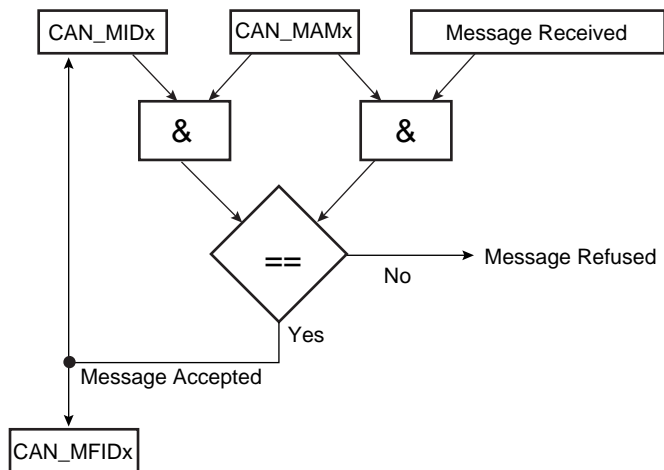 CAN_MIDx
CAN_MAMx
Message Received
&
&
==
No
Message Refused
Yes
Message Accepted
CAN_MFIDx